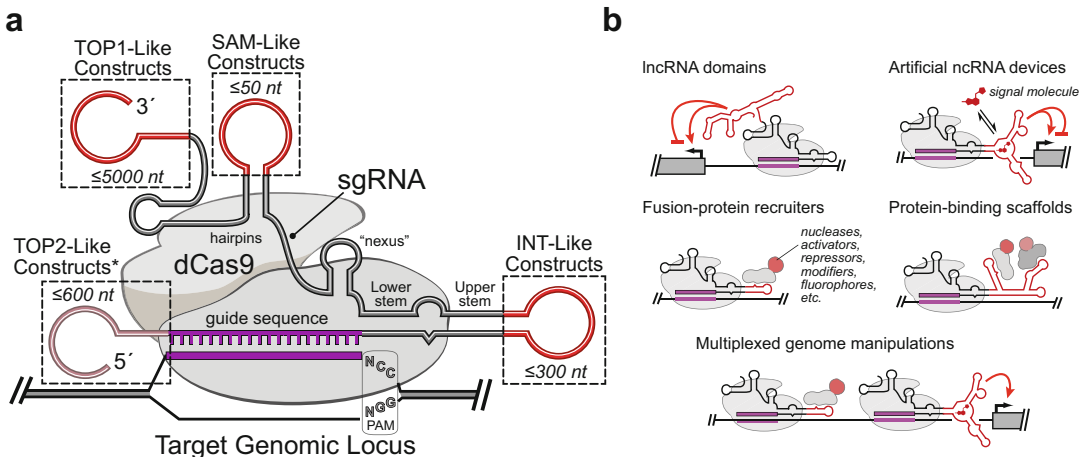 a
TOP1-Like
Constructs
3´
≤5000 nt
SAM-Like
Constructs
≤50 nt
sgRNA
hairpins
"nexus"
dCas9
TOP2-Like
Constructs*
≤600 nt
5´
guide sequence
Lower
stem
Upper
stem
INT-Like
Constructs
≤300 nt
NCC
NGG
PAM
Target Genomic Locus
b
lncRNA domains
Artificial ncRNA devices
signal molecule
Fusion-protein recruiters
nucleases,
activators,
repressors,
modifiers,
fluorophores,
etc.
Protein-binding scaffolds
Multiplexed genome manipulations